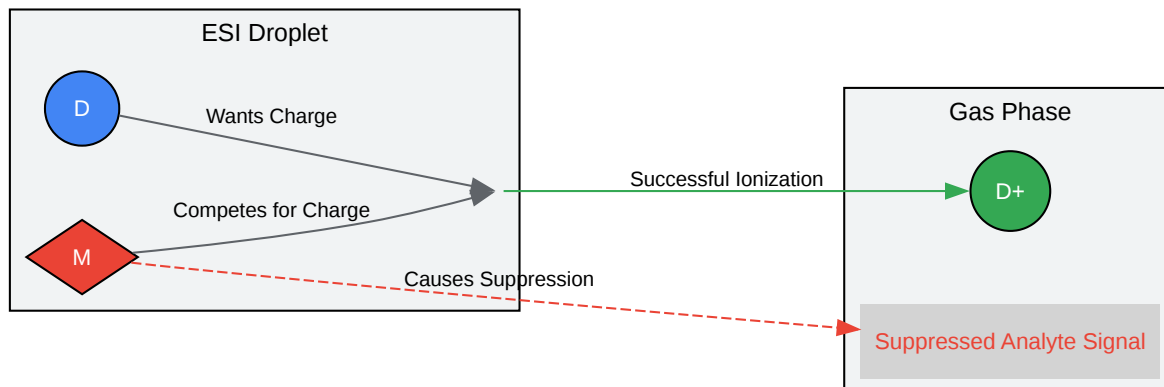 ESI Droplet
D
Wants Charge
Competes for Charge
M
Causes Suppression
Successful Ionization
Gas Phase
D+
Suppressed Analyte Signal